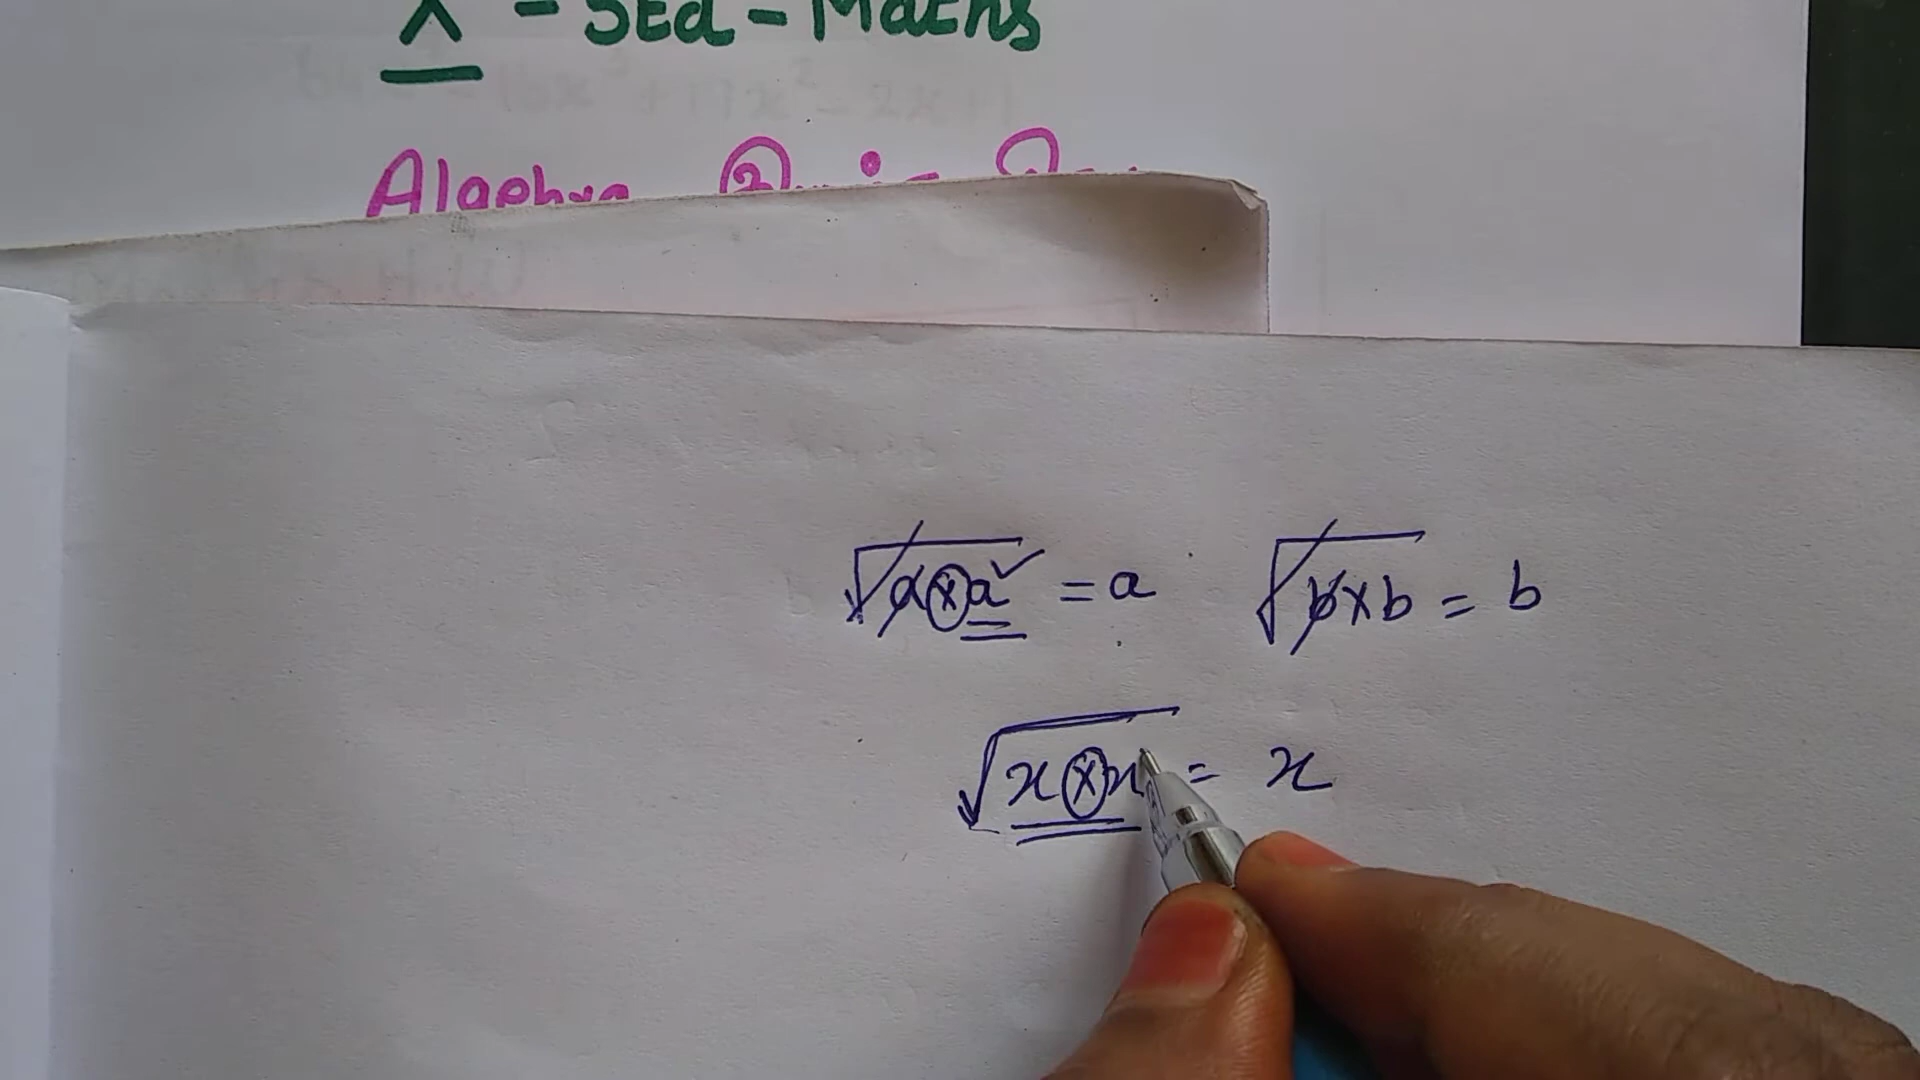 X - Std - Maths
Algebra
√a×a = a √b×b = b
√x×x = x